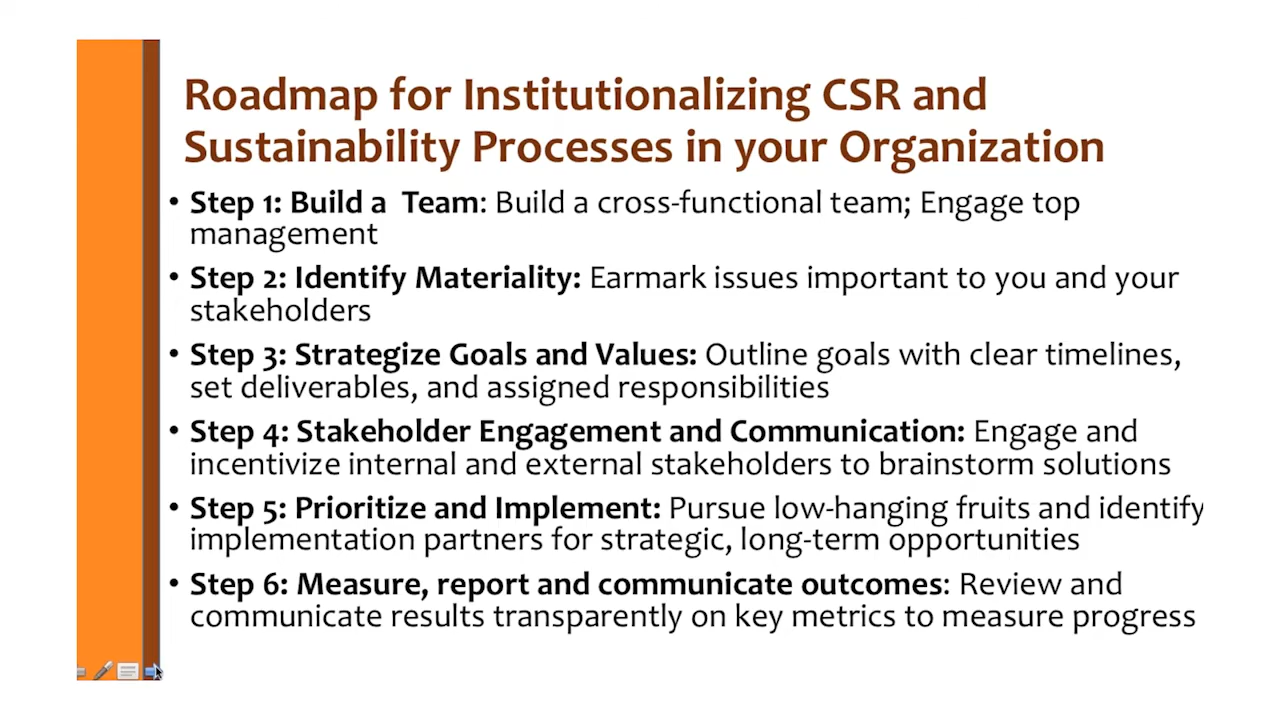 Roadmap for Institutionalizing CSR and
Sustainability Processes in your Organization
• Step 1: Build a  Team: Build a cross-functional team; Engage top
management
• Step 2: Identify Materiality: Earmark issues important to you and your
stakeholders
• Step 3: Strategize Goals and Values: Outline goals with clear timelines,
set deliverables, and assigned responsibilities
• Step 4: Stakeholder Engagement and Communication: Engage and
incentivize internal and external stakeholders to brainstorm solutions
• Step 5: Prioritize and Implement: Pursue low-hanging fruits and identify
implementation partners for strategic, long-term opportunities
• Step 6: Measure, report and communicate outcomes: Review and
communicate results transparently on key metrics to measure progress